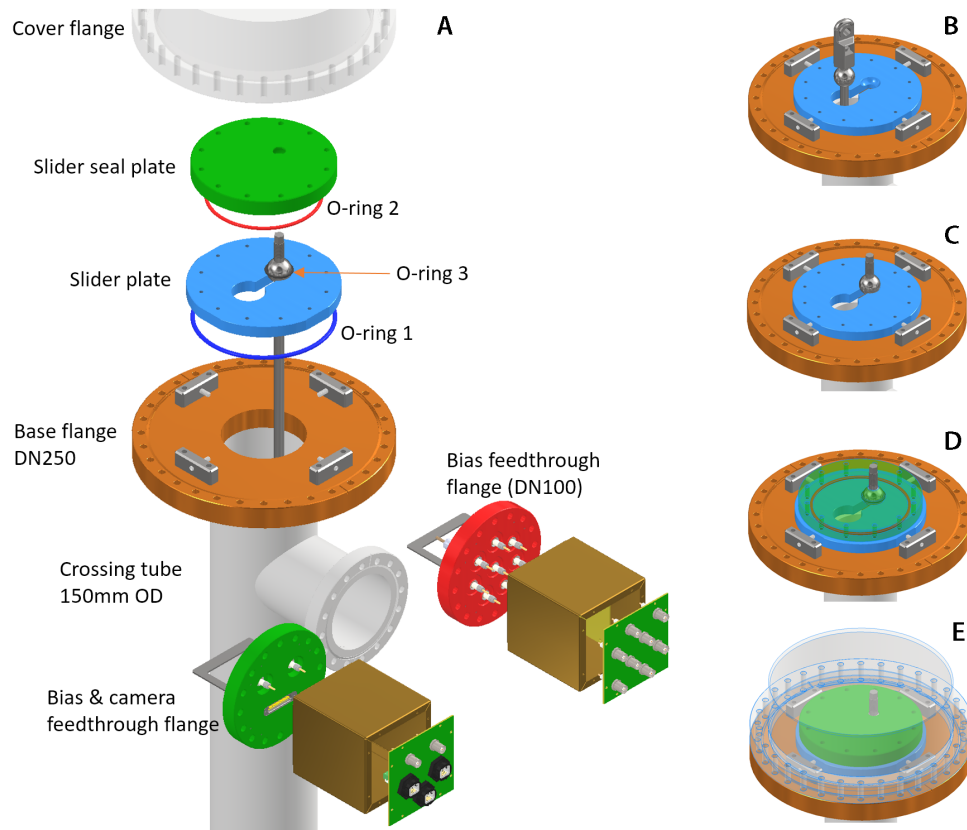 Cover flange
A
Slider seal plate
O-ring 2
Slider plate
O-ring 3
O-ring 1
Base flange
DN250
Bias feedthrough
flange (DN100)
Crossing tube
150mm OD
Bias & camera
feedthrough flange
B
C
D
E